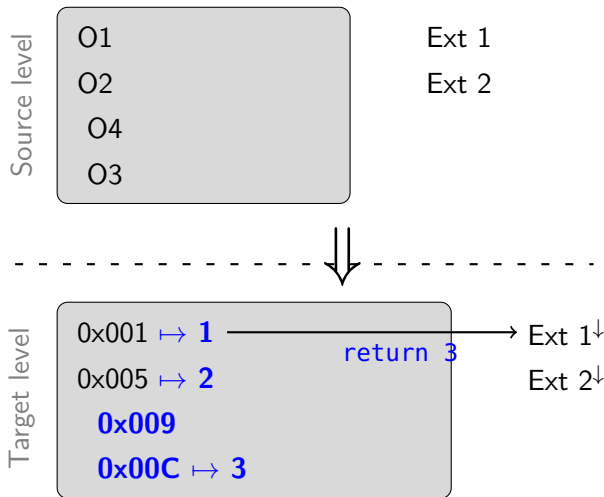 Source level
O1
Ext 1
O2
Ext 2
O4
O3
Target level
0x001 ↦ 1
return 3
Ext 1↓
0x005 ↦ 2
Ext 2↓
0x009
0x00C ↦ 3